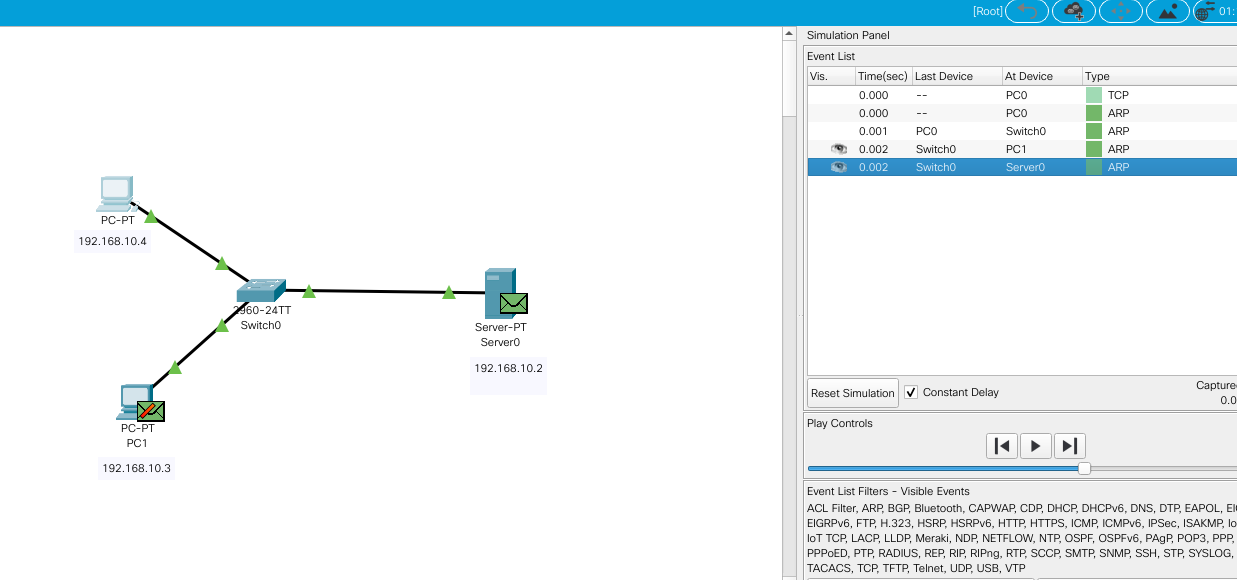 [Root]
01:
Simulation Panel
Event List
Vis. Time(sec) Last Device At Device Type
0.000 -- PC0 TCP
0.000 -- PC0 ARP
0.001 PC0 Switch0 ARP
0.002 Switch0 PC1 ARP
0.002 Switch0 Server0 ARP
PC-PT
192.168.10.4
2960-24TT
Switch0
Server-PT
Server0
192.168.10.2
PC-PT
PC1
192.168.10.3
Reset Simulation Constant Delay
Captured
0.0
Play Controls
Event List Filters - Visible Events
ACL Filter, ARP, BGP, Bluetooth, CAPWAP, CDP, DHCP, DHCPv6, DNS, DTP, EAPOL,
EIGRPv6, FTP, H.323, HSRP, HSRPv6, HTTP, HTTPS, ICMP, ICMPv6, IPSec, ISAKMP,
IoT TCP, LACP, LLDP, Meraki, NDP, NETFLOW, NTP, OSPF, OSPFv6, PAgP, POP3, PPP,
PPPoED, PTP, RADIUS, REP, RIP, RIPng, RTP, SCCP, SMTP, SNMP, SSH, STP, SYSLOG,
TACACS, TCP, TFTP, Telnet, UDP, USB, VTP